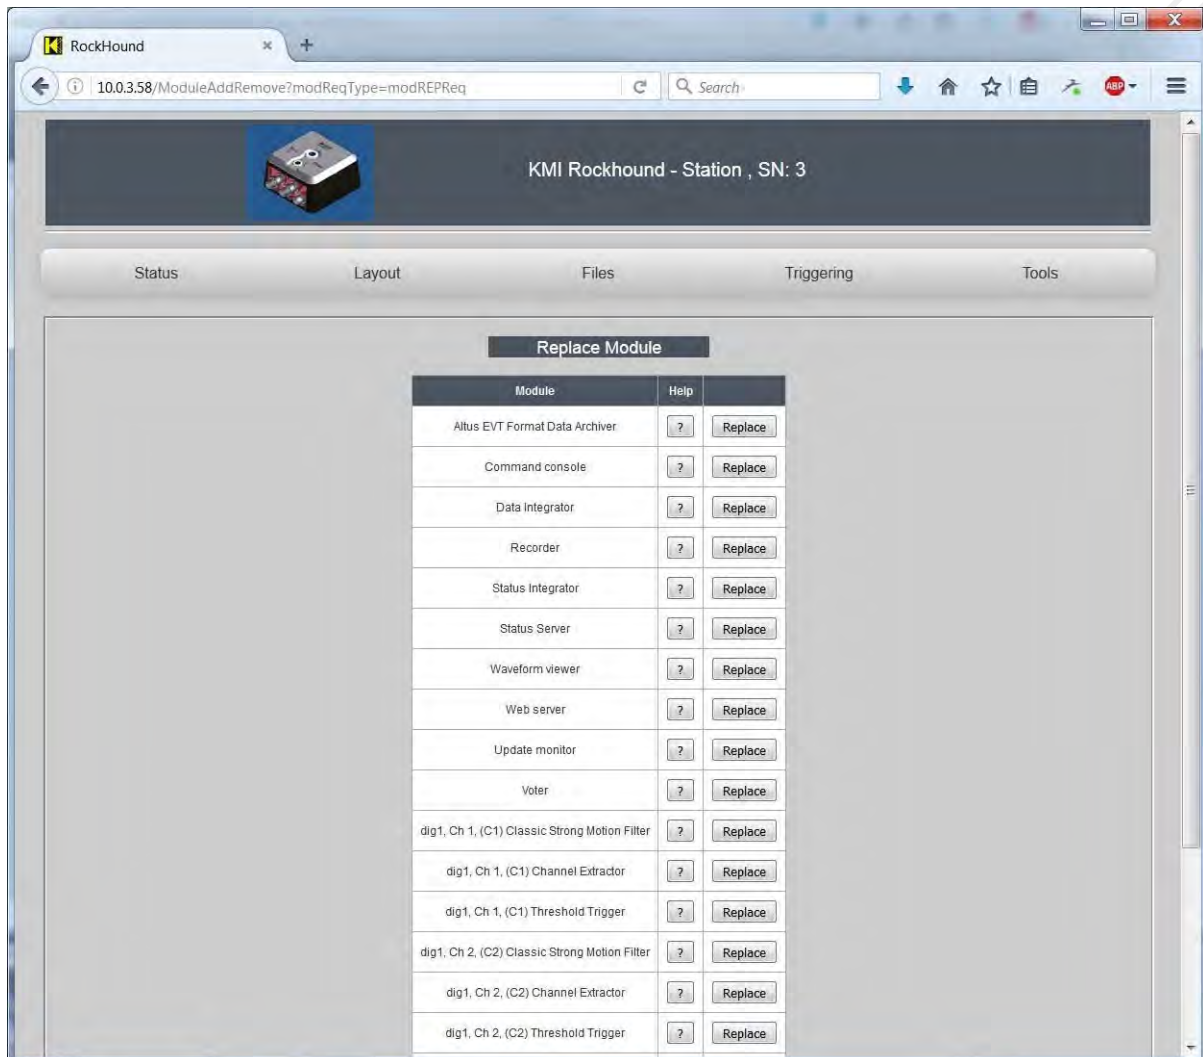 RockHound
10.0.3.58/ModuleAddRemove?modReqType=modREPReq
Search
ABP
KMI Rockhound - Station , SN: 3
Status Layout Files Triggering Tools
Replace Module
Module Help
Altus EVT Format Data Archiver ? Replace
Command console ? Replace
Data Integrator ? Replace
Recorder ? Replace
Status Integrator ? Replace
Status Server ? Replace
Waveform viewer ? Replace
Web server ? Replace
Update monitor ? Replace
Voter ? Replace
dig1, Ch 1, (C1) Classic Strong Motion Filter ? Replace
dig1, Ch 1, (C1) Channel Extractor ? Replace
dig1, Ch 1, (C1) Threshold Trigger ? Replace
dig1, Ch 2, (C2) Classic Strong Motion Filter ? Replace
dig1, Ch 2, (C2) Channel Extractor ? Replace
dig1, Ch 2, (C2) Threshold Trigger ? Replace